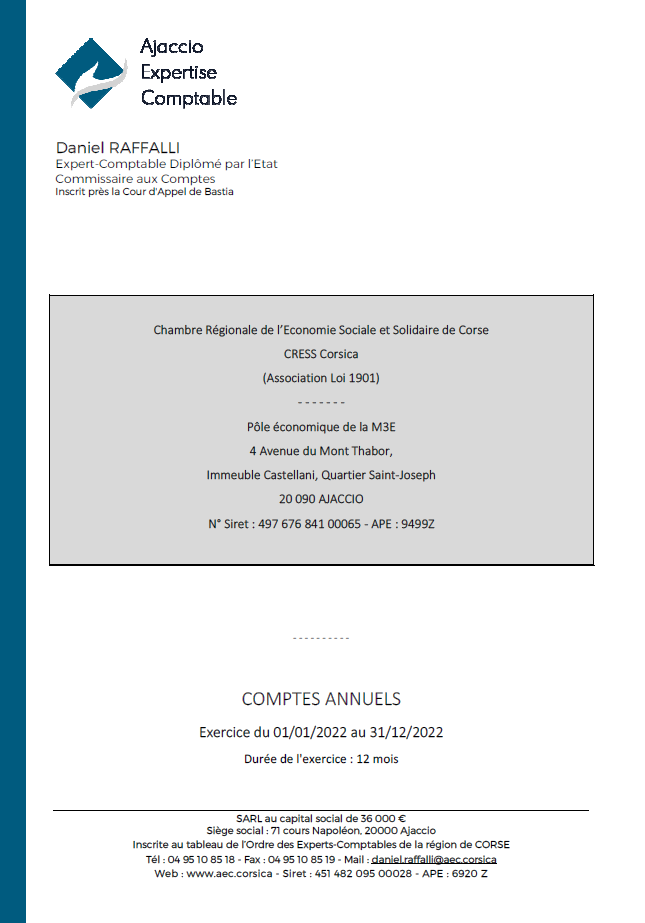 Ajaccio
Expertise
Comptable
Daniel RAFFALLI
Expert-Comptable Diplômé par l'Etat
Commissaire aux Comptes
Inscrit près la Cour d'Appel de Bastia
Chambre Régionale de l'Economie Sociale et Solidaire de Corse
CRESS Corsica
(Association Loi 1901)
- - - - - - -
Pôle économique de la M3E
4 Avenue du Mont Thabor,
Immeuble Castellani, Quartier Saint-Joseph
20 090 AJACCIO
N° Siret : 497 676 841 00065 - APE : 9499Z
- - - - - - - - - -
COMPTES ANNUELS
Exercice du 01/01/2022 au 31/12/2022
Durée de l'exercice : 12 mois
SARL au capital social de 36 000 €
Siège social : 71 cours Napoléon, 20000 Ajaccio
Inscrite au tableau de l'Ordre des Experts-Comptables de la région de CORSE
Tél : 04 95 10 85 18 - Fax : 04 95 10 85 19 - Mail : daniel.raffalli@aec.corsica
Web : www.aec.corsica - Siret : 451 482 095 00028 - APE : 6920 Z